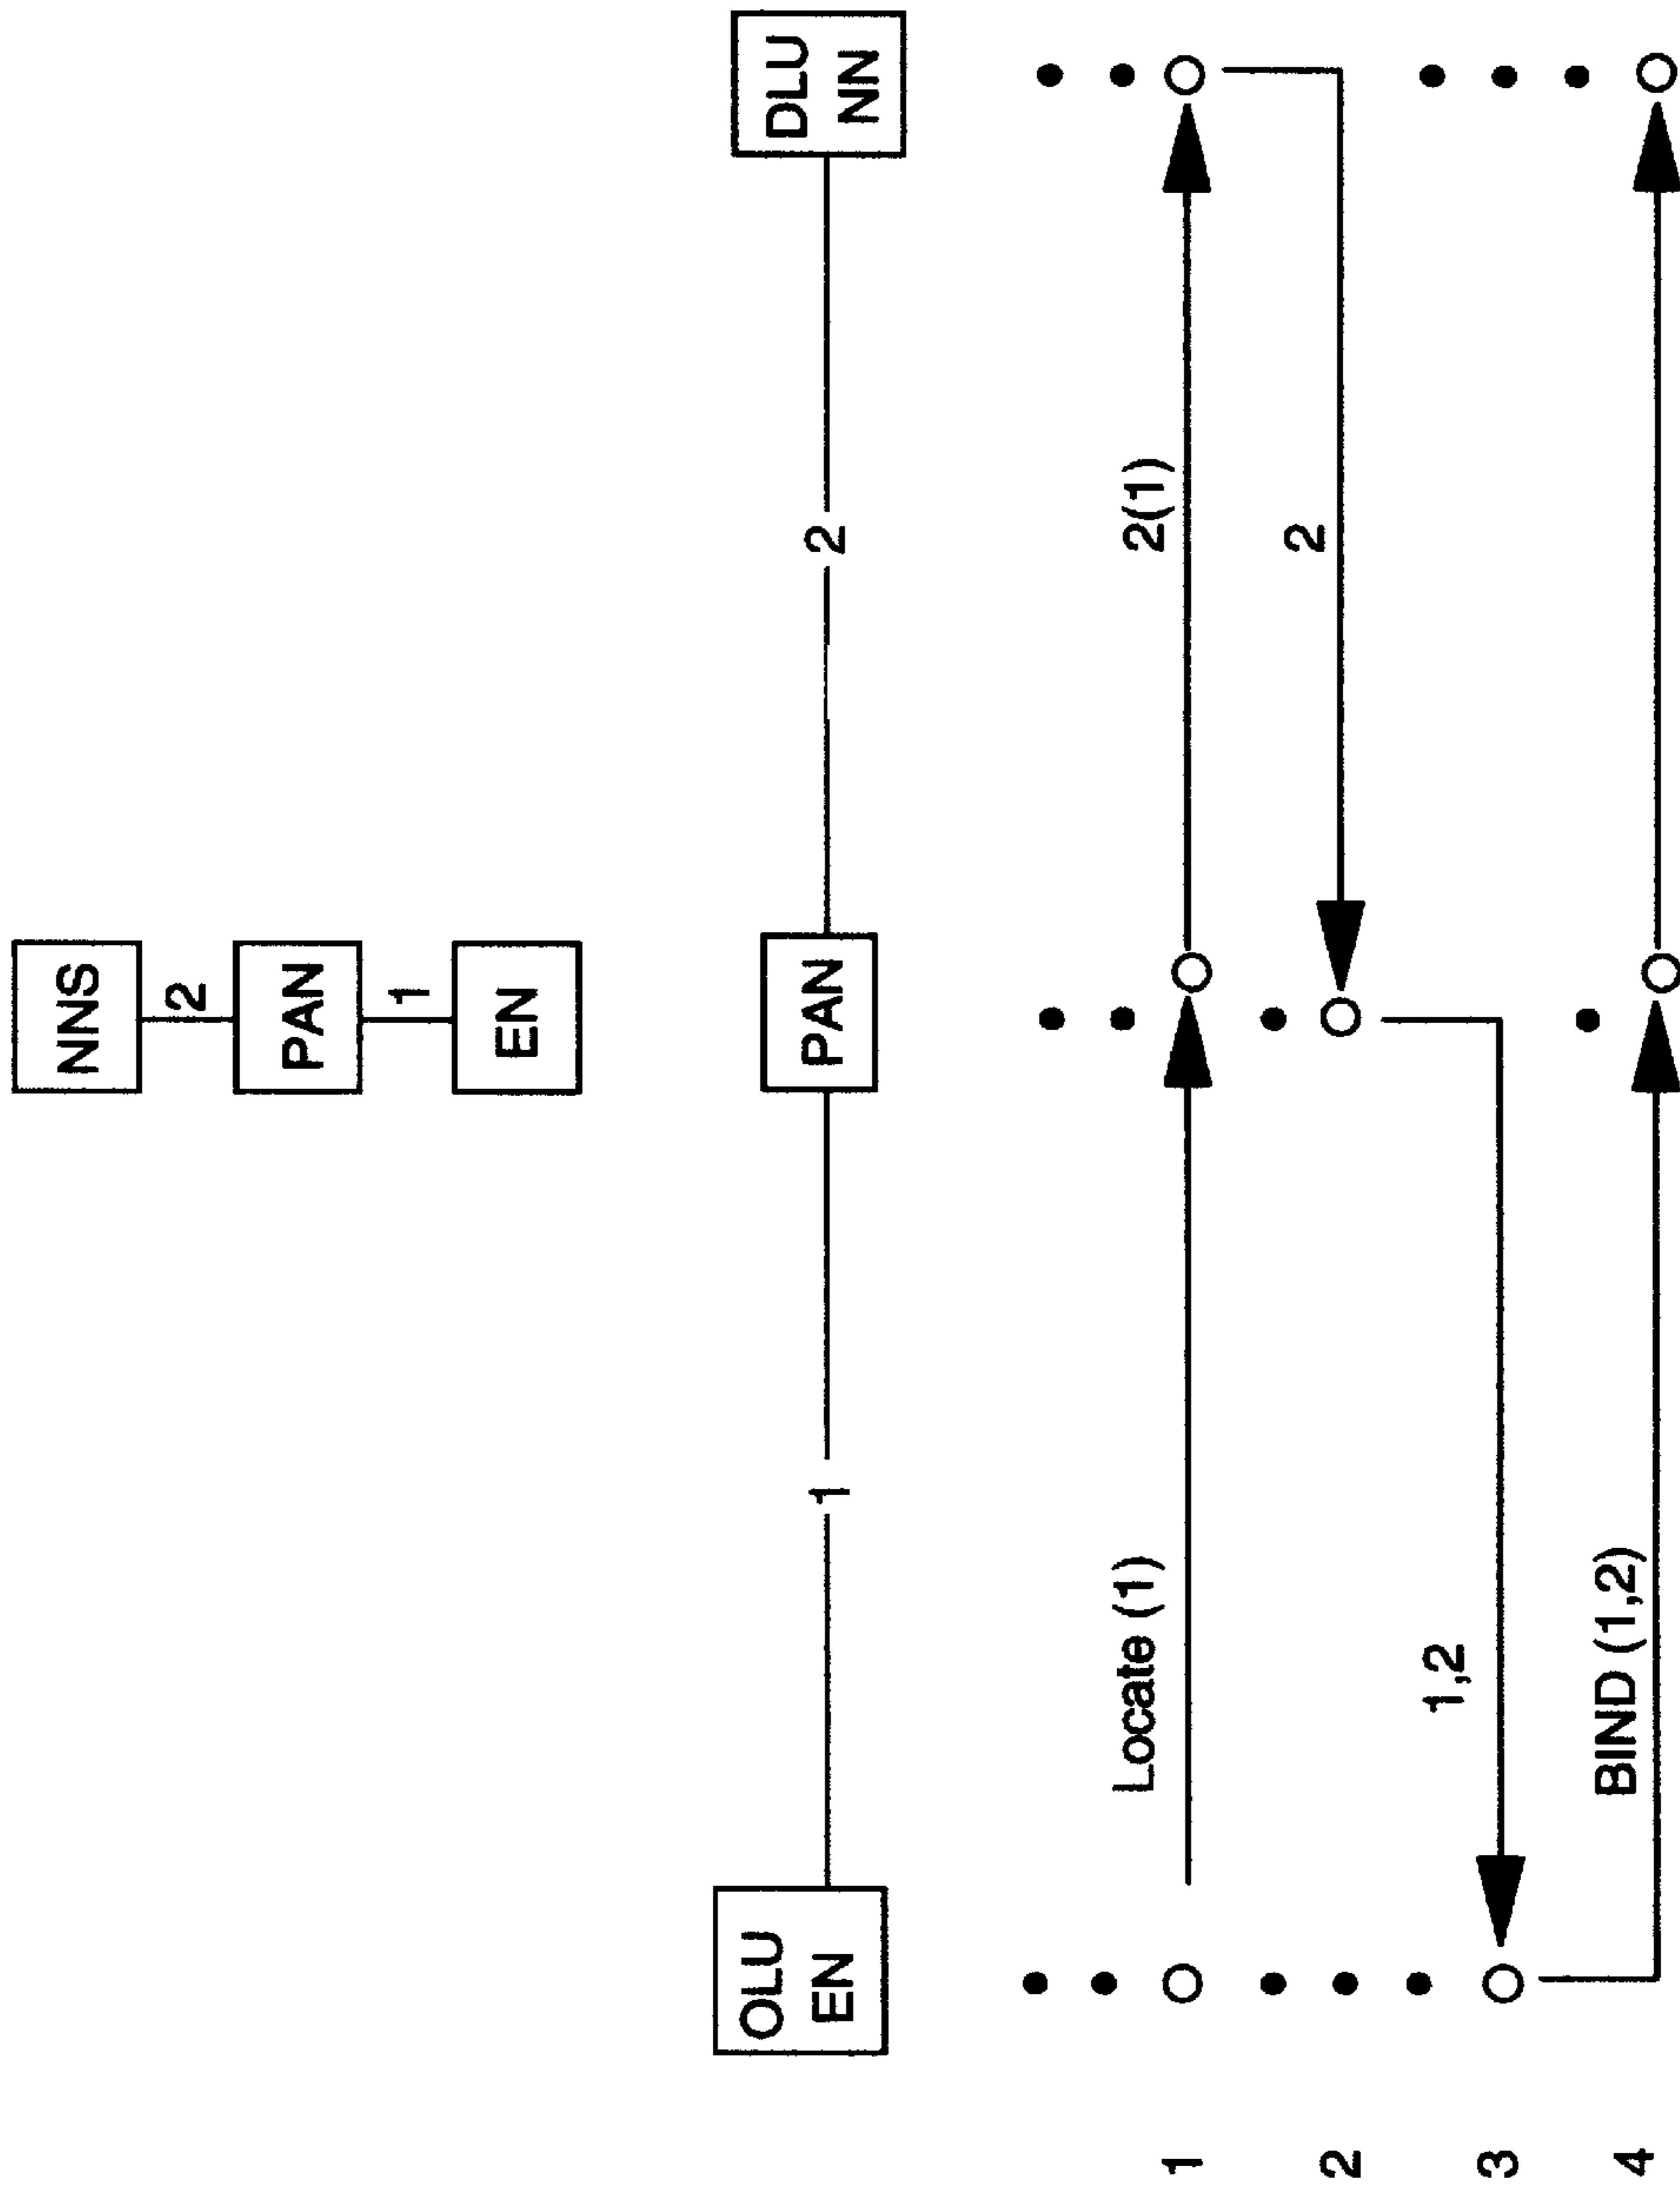 NNS
2
PAN
1
EN
OLU
EN
1
PAN
2
DLU
NN
1
Locate (1)
2(1)
2
2
3
1,2
4
BIND (1,2)